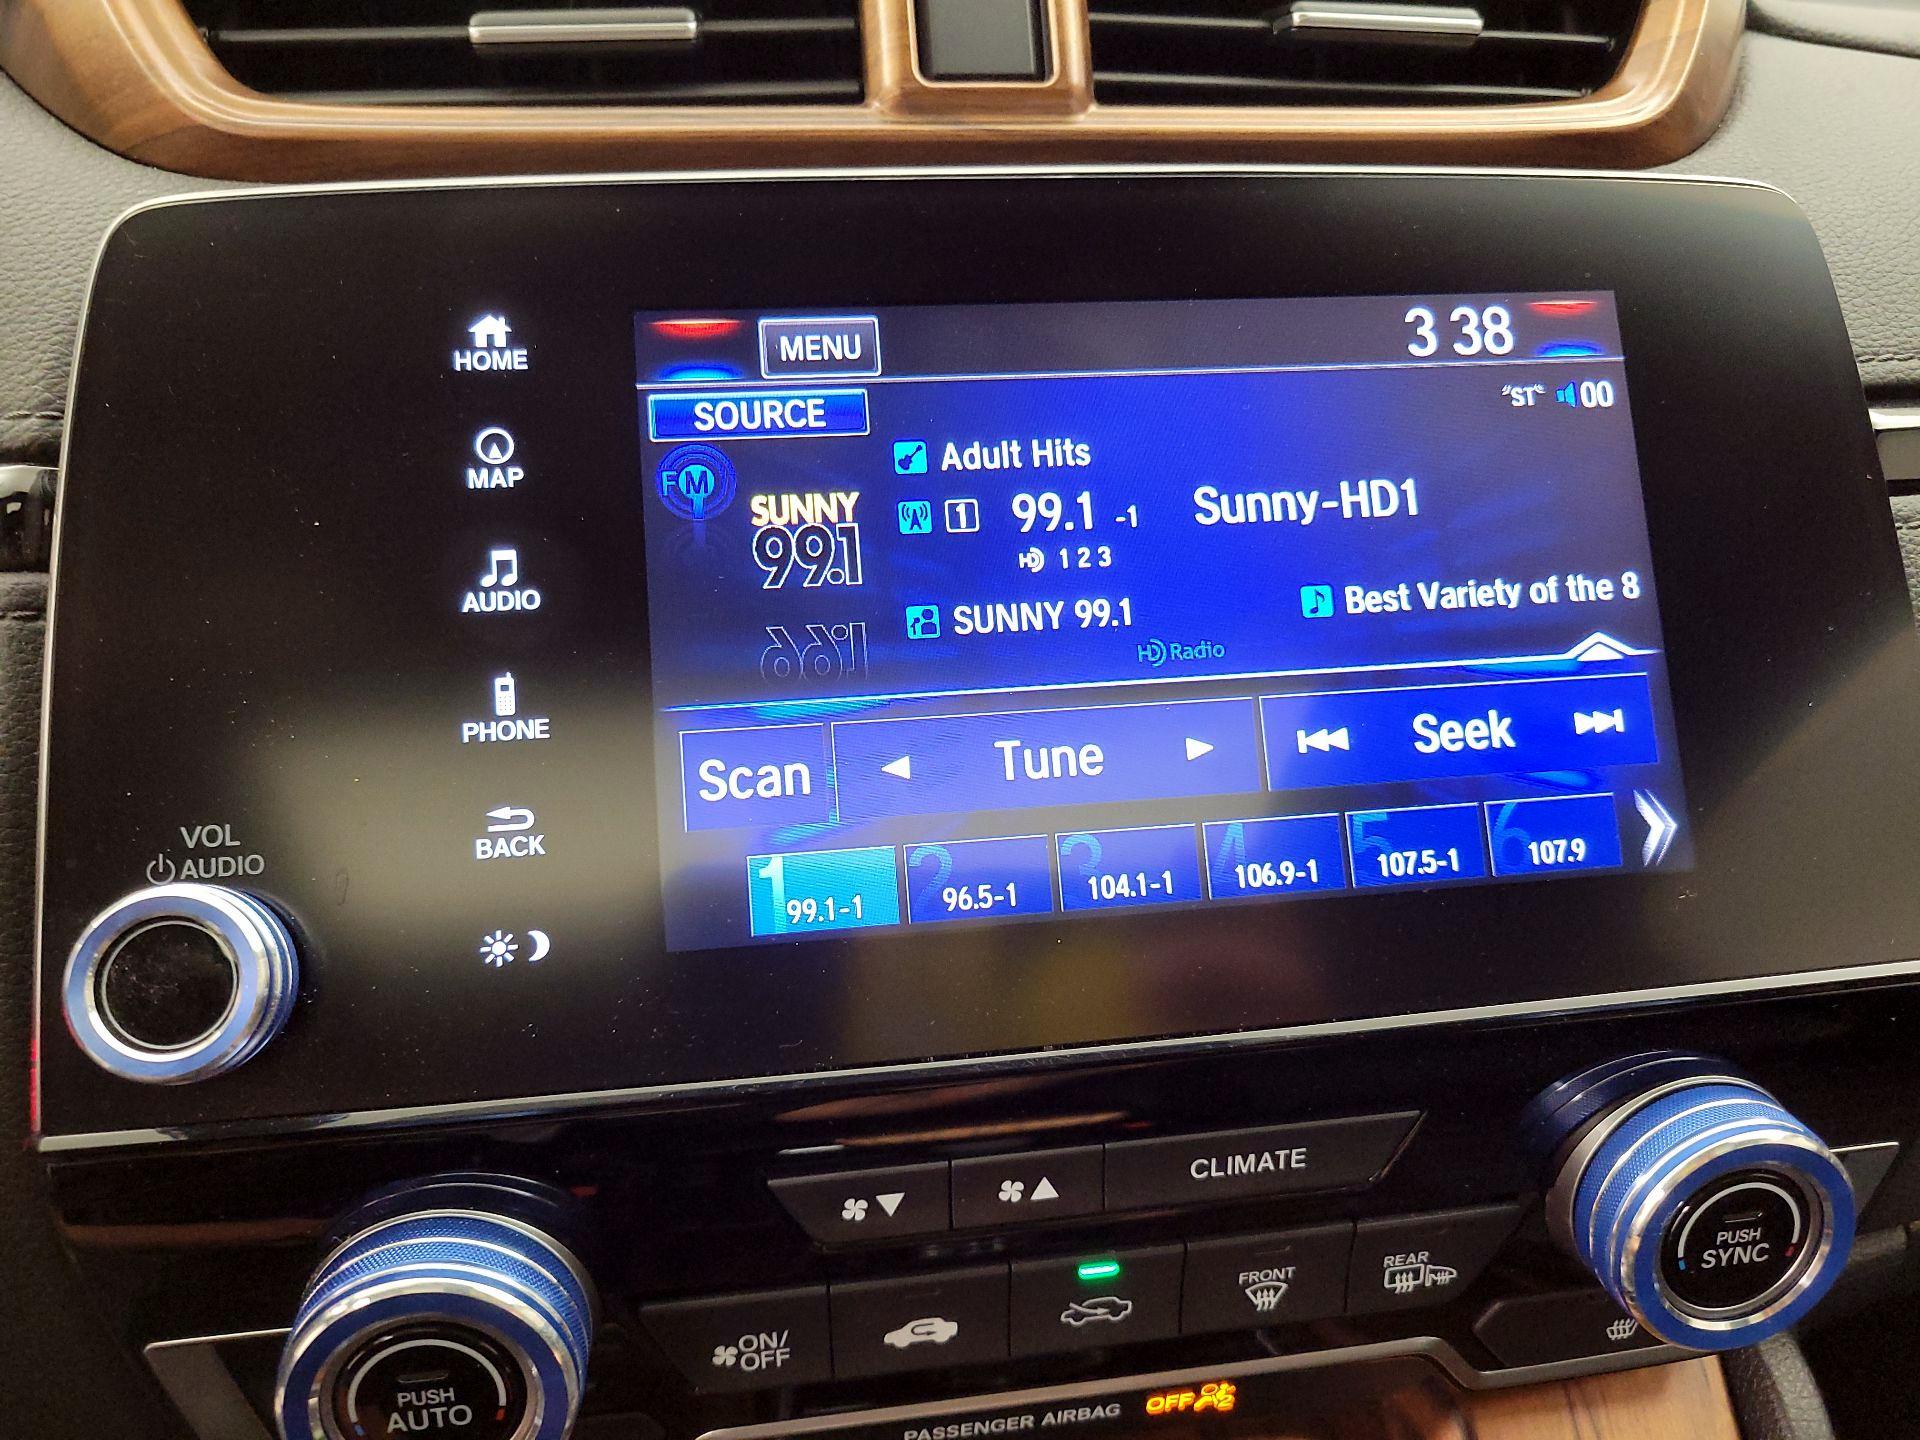 HOME
MAP
AUDIO
PHONE
BACK
VOL
AUDIO
MENU
3 38
SOURCE
"ST" 00
FM
SUNNY
99.1
Adult Hits
1 99.1 -1 Sunny-HD1
HD 1 2 3
SUNNY 99.1
Best Variety of the 8
HD Radio
Scan
Tune
Seek
1 99.1-1
2 96.5-1
3 104.1-1
4 106.9-1
5 107.5-1
6 107.9
CLIMATE
ON/
OFF
FRONT
REAR
PUSH
AUTO
PUSH
SYNC
PASSENGER AIRBAG OFF 2